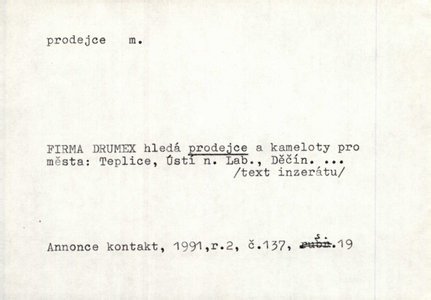 prodejce m.
FIRMA DRUMEX hledá prodejce a kameloty pro
města: Teplice, Ústí n. Lab., Děčín. ...
/text inzerátu/
Annonce kontakt, 1991,r.2, č.137, š.19